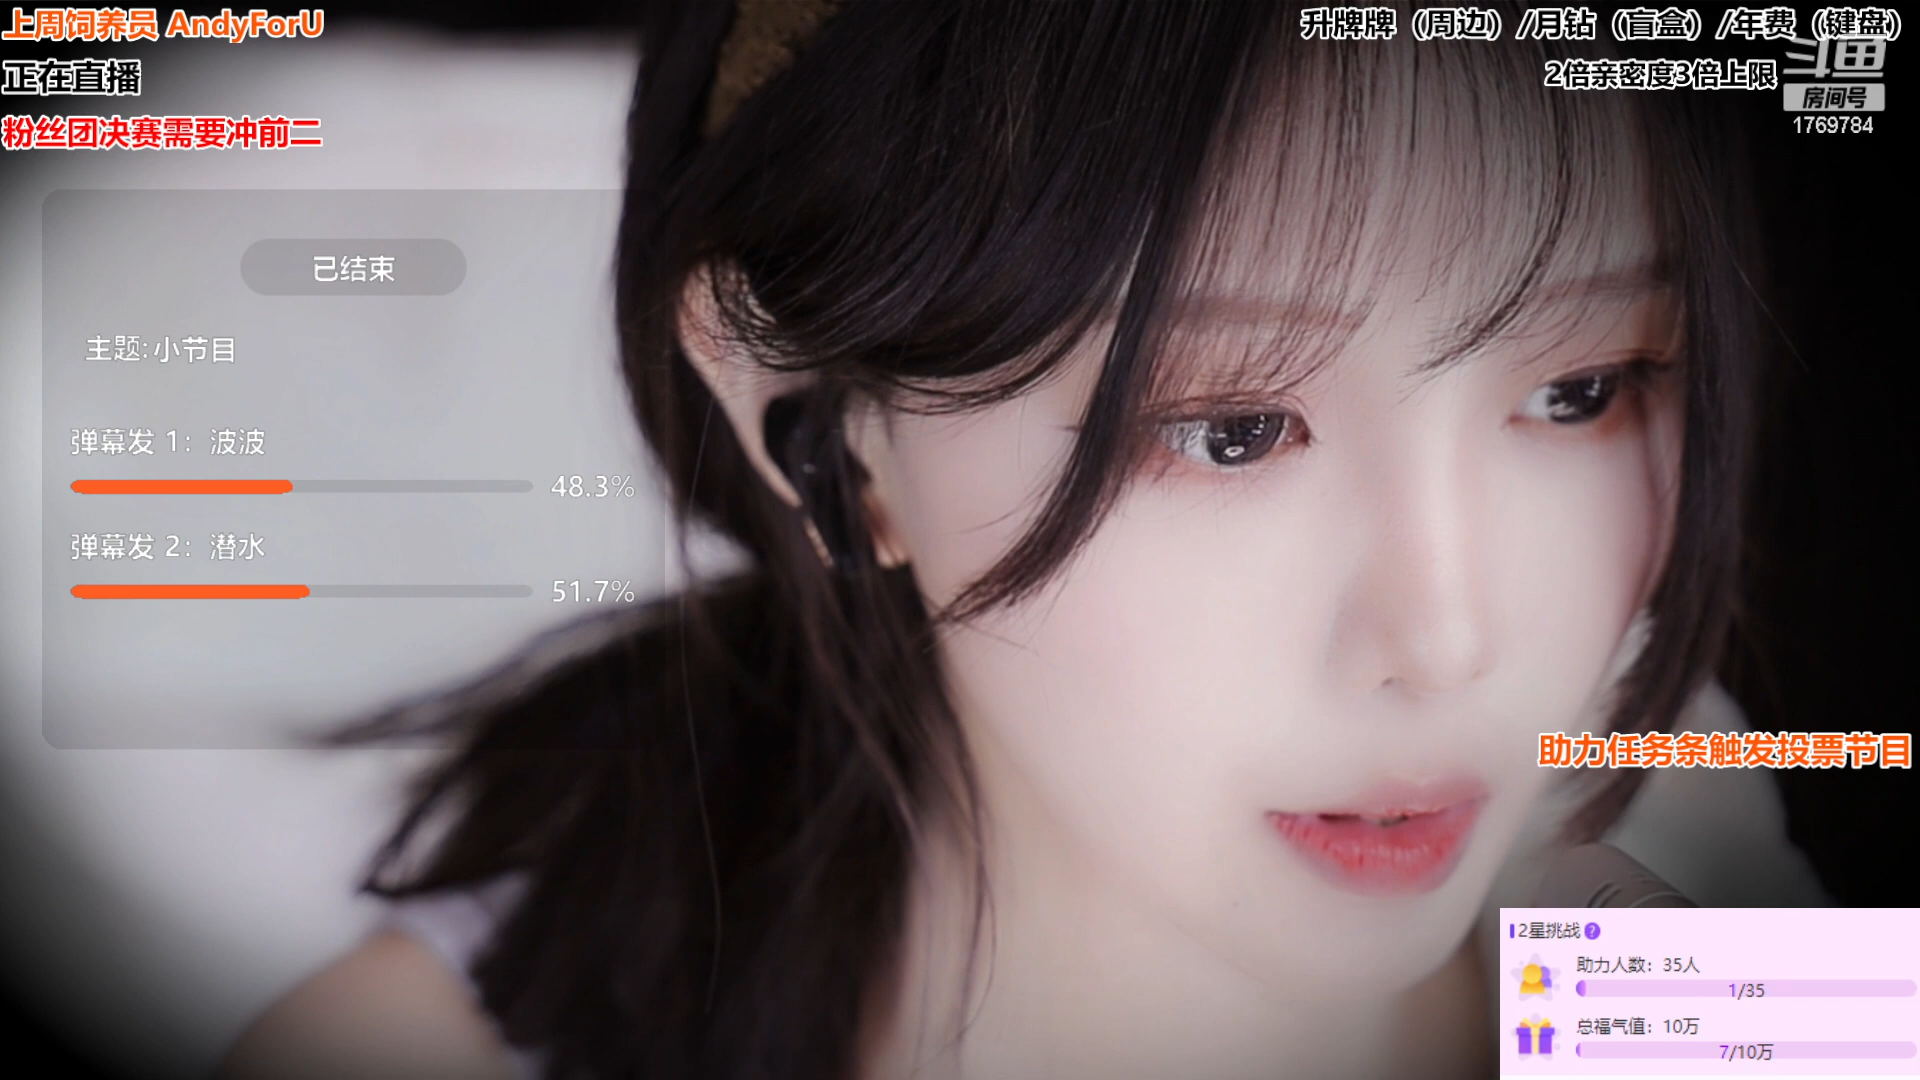 上周饲养员 AndyForU
正在直播
粉丝团决赛需要冲前二
升牌牌（周边）/月钻（盲盒）/年费（键盘）
2倍亲密度3倍上限
斗鱼
房间号
1769784
已结束
主题:小节目
弹幕发 1：波波
48.3%
弹幕发 2：潜水
51.7%
助力任务条触发投票节目
2星挑战?
助力人数：35人
1/35
总福气值：10万
7/10万